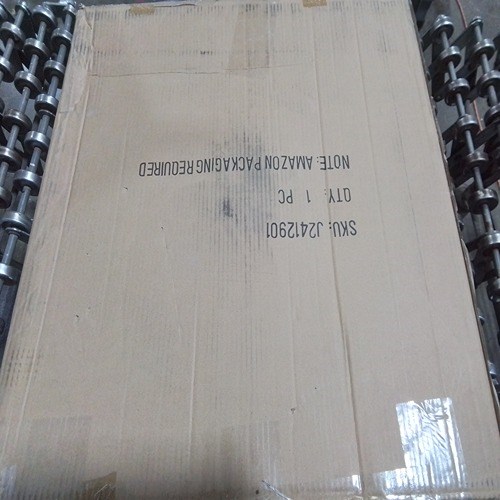 SKU: J2412901
QTY: 1 PC
NOTE: AMAZON PACKAGING REQUIRED